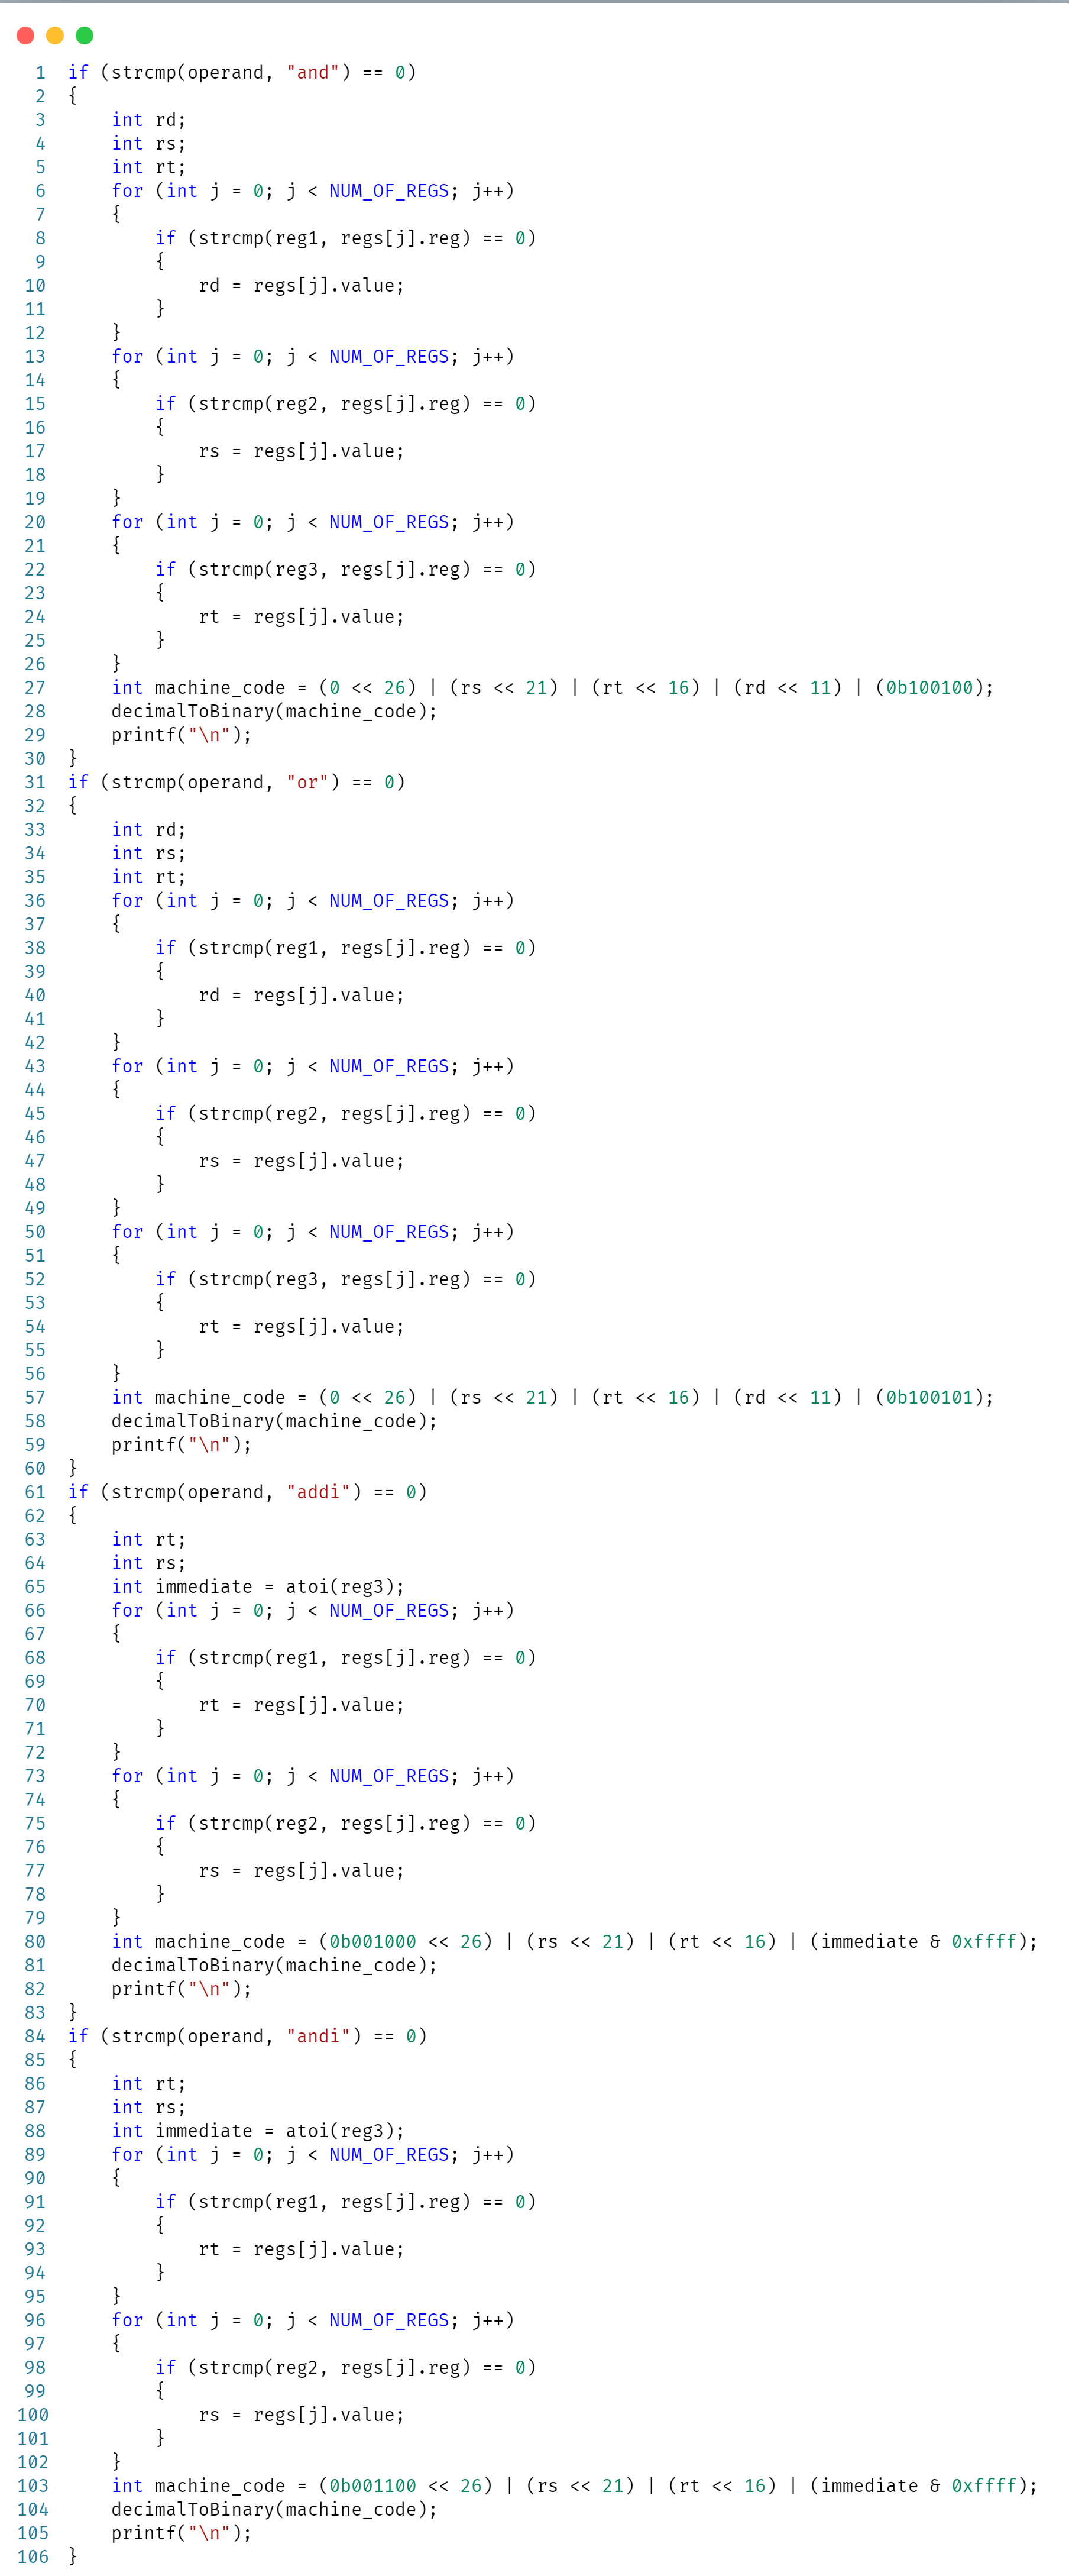 1 if (strcmp(operand, "and") == 0)
2 {
3     int rd;
4     int rs;
5     int rt;
6     for (int j = 0; j < NUM_OF_REGS; j++)
7     {
8         if (strcmp(reg1, regs[j].reg) == 0)
9         {
10             rd = regs[j].value;
11         }
12     }
13     for (int j = 0; j < NUM_OF_REGS; j++)
14     {
15         if (strcmp(reg2, regs[j].reg) == 0)
16         {
17             rs = regs[j].value;
18         }
19     }
20     for (int j = 0; j < NUM_OF_REGS; j++)
21     {
22         if (strcmp(reg3, regs[j].reg) == 0)
23         {
24             rt = regs[j].value;
25         }
26     }
27     int machine_code = (0 << 26) | (rs << 21) | (rt << 16) | (rd << 11) | (0b100100);
28     decimalToBinary(machine_code);
29     printf("\n");
30 }
31 if (strcmp(operand, "or") == 0)
32 {
33     int rd;
34     int rs;
35     int rt;
36     for (int j = 0; j < NUM_OF_REGS; j++)
37     {
38         if (strcmp(reg1, regs[j].reg) == 0)
39         {
40             rd = regs[j].value;
41         }
42     }
43     for (int j = 0; j < NUM_OF_REGS; j++)
44     {
45         if (strcmp(reg2, regs[j].reg) == 0)
46         {
47             rs = regs[j].value;
48         }
49     }
50     for (int j = 0; j < NUM_OF_REGS; j++)
51     {
52         if (strcmp(reg3, regs[j].reg) == 0)
53         {
54             rt = regs[j].value;
55         }
56     }
57     int machine_code = (0 << 26) | (rs << 21) | (rt << 16) | (rd << 11) | (0b100101);
58     decimalToBinary(machine_code);
59     printf("\n");
60 }
61 if (strcmp(operand, "addi") == 0)
62 {
63     int rt;
64     int rs;
65     int immediate = atoi(reg3);
66     for (int j = 0; j < NUM_OF_REGS; j++)
67     {
68         if (strcmp(reg1, regs[j].reg) == 0)
69         {
70             rt = regs[j].value;
71         }
72     }
73     for (int j = 0; j < NUM_OF_REGS; j++)
74     {
75         if (strcmp(reg2, regs[j].reg) == 0)
76         {
77             rs = regs[j].value;
78         }
79     }
80     int machine_code = (0b001000 << 26) | (rs << 21) | (rt << 16) | (immediate & 0xffff);
81     decimalToBinary(machine_code);
82     printf("\n");
83 }
84 if (strcmp(operand, "andi") == 0)
85 {
86     int rt;
87     int rs;
88     int immediate = atoi(reg3);
89     for (int j = 0; j < NUM_OF_REGS; j++)
90     {
91         if (strcmp(reg1, regs[j].reg) == 0)
92         {
93             rt = regs[j].value;
94         }
95     }
96     for (int j = 0; j < NUM_OF_REGS; j++)
97     {
98         if (strcmp(reg2, regs[j].reg) == 0)
99         {
100             rs = regs[j].value;
101         }
102     }
103     int machine_code = (0b001100 << 26) | (rs << 21) | (rt << 16) | (immediate & 0xffff);
104     decimalToBinary(machine_code);
105     printf("\n");
106 }